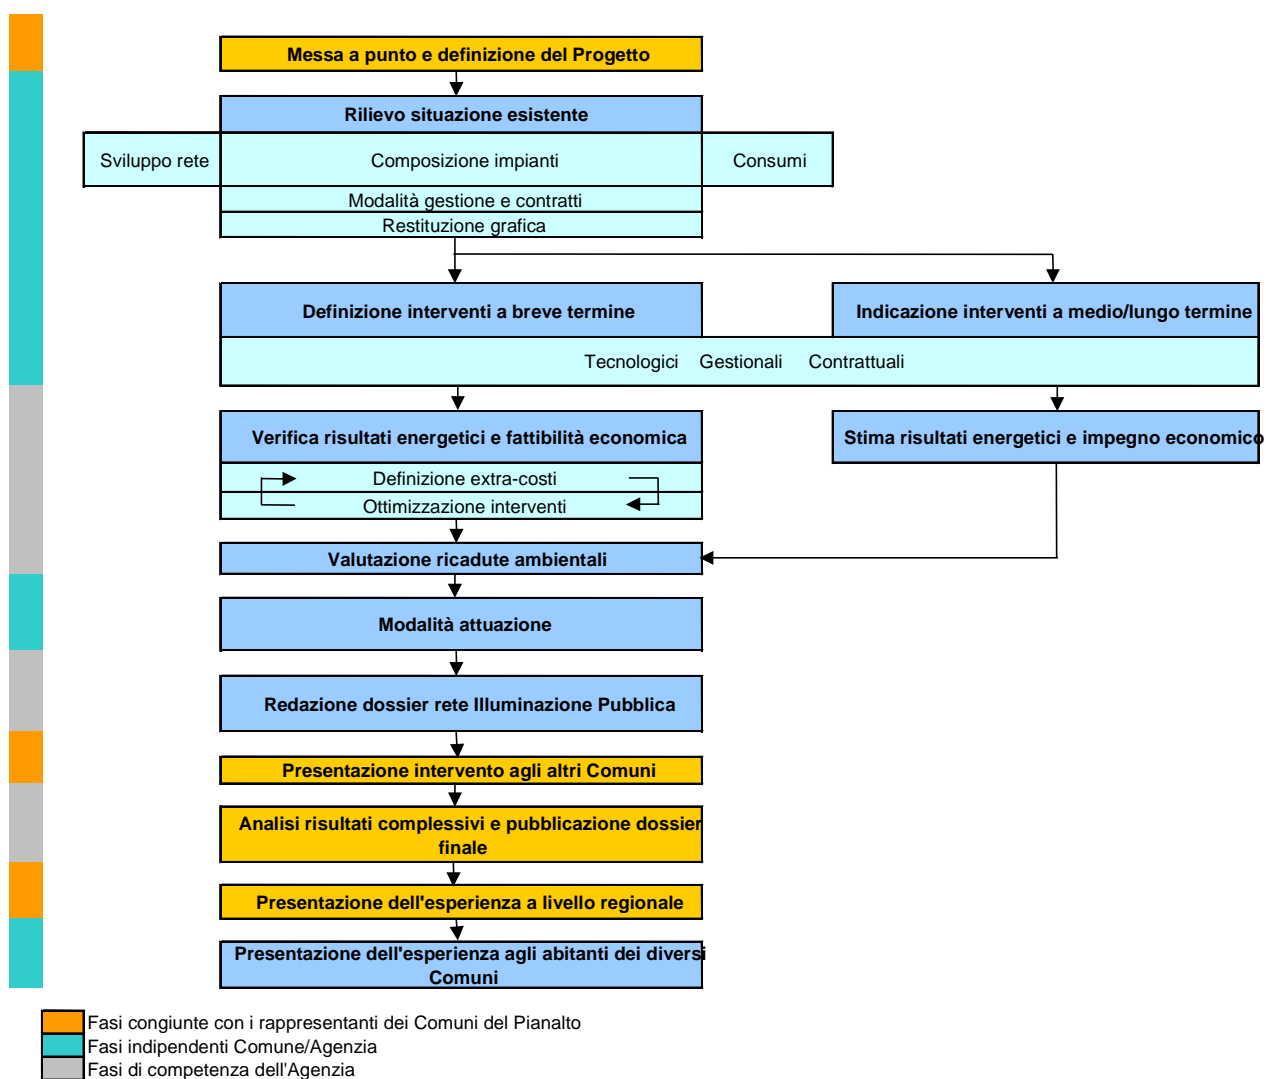 Messa a punto e definizione del Progetto
Rilievo situazione esistente
Sviluppo rete
Composizione impianti
Consumi
Modalità gestione e contratti
Restituzione grafica
Definizione interventi a breve termine
Indicazione interventi a medio/lungo termine
Tecnologici Gestionali Contrattuali
Verifica risultati energetici e fattibilità economica
Stima risultati energetici e impegno economico
Definizione extra-costi
Ottimizzazione interventi
Valutazione ricadute ambientali
Modalità attuazione
Redazione dossier rete Illuminazione Pubblica
Presentazione intervento agli altri Comuni
Analisi risultati complessivi e pubblicazione dossier
finale
Presentazione dell'esperienza a livello regionale
Presentazione dell'esperienza agli abitanti dei diversi
Comuni
Fasi congiunte con i rappresentanti dei Comuni del Pianalto
Fasi indipendenti Comune/Agenzia
Fasi di competenza dell'Agenzia